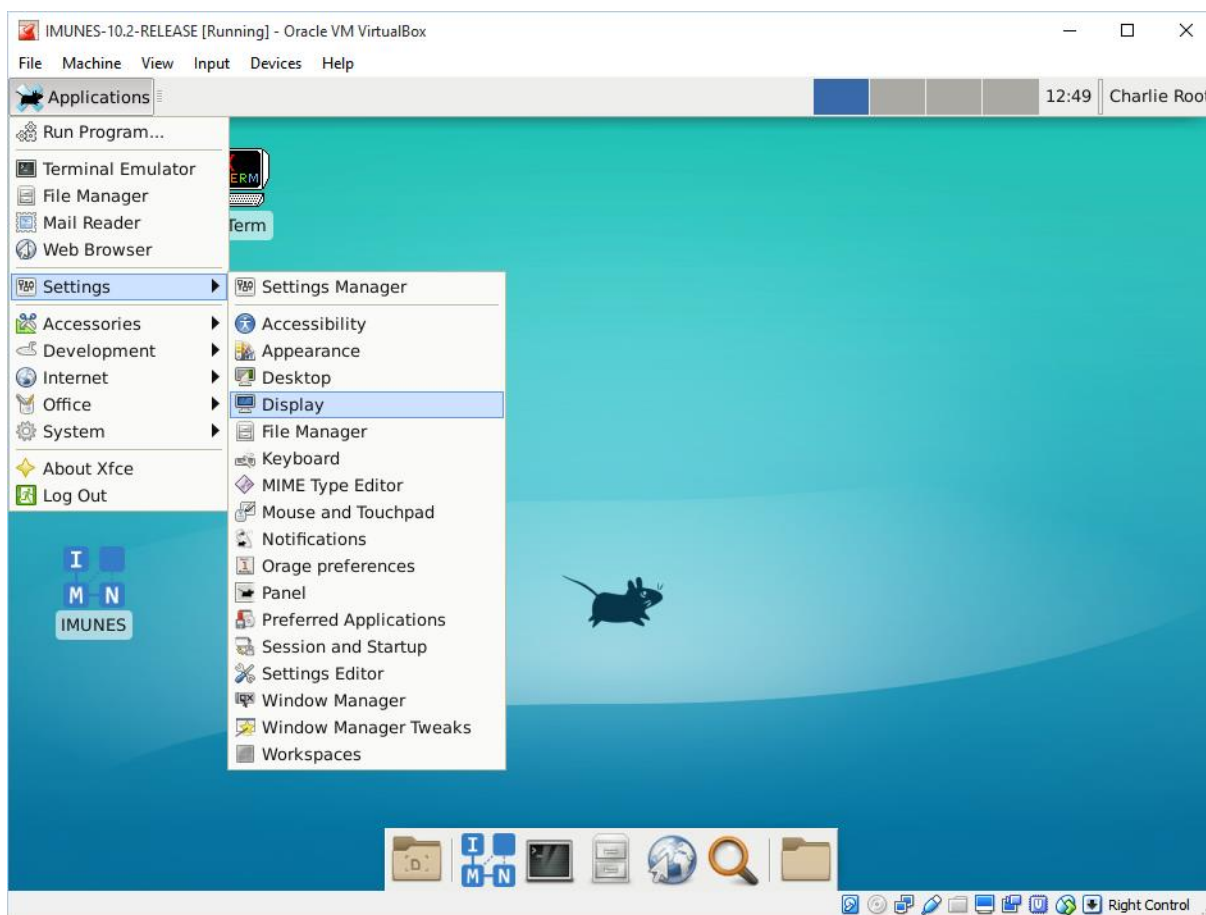 IMUNES-10.2-RELEASE [Running] - Oracle VM VirtualBox
File Machine View Input Devices Help
Applications
12:49 Charlie Root
Run Program...
Terminal Emulator
File Manager
Mail Reader
Web Browser
ERM
Term
Settings
Accessories
Development
Internet
Office
System
About Xfce
Log Out
Settings Manager
Accessibility
Appearance
Desktop
Display
File Manager
Keyboard
MIME Type Editor
Mouse and Touchpad
Notifications
Orage preferences
Panel
Preferred Applications
Session and Startup
Settings Editor
Window Manager
Window Manager Tweaks
Workspaces
I
M N
IMUNES
D
I
M N
Right Control